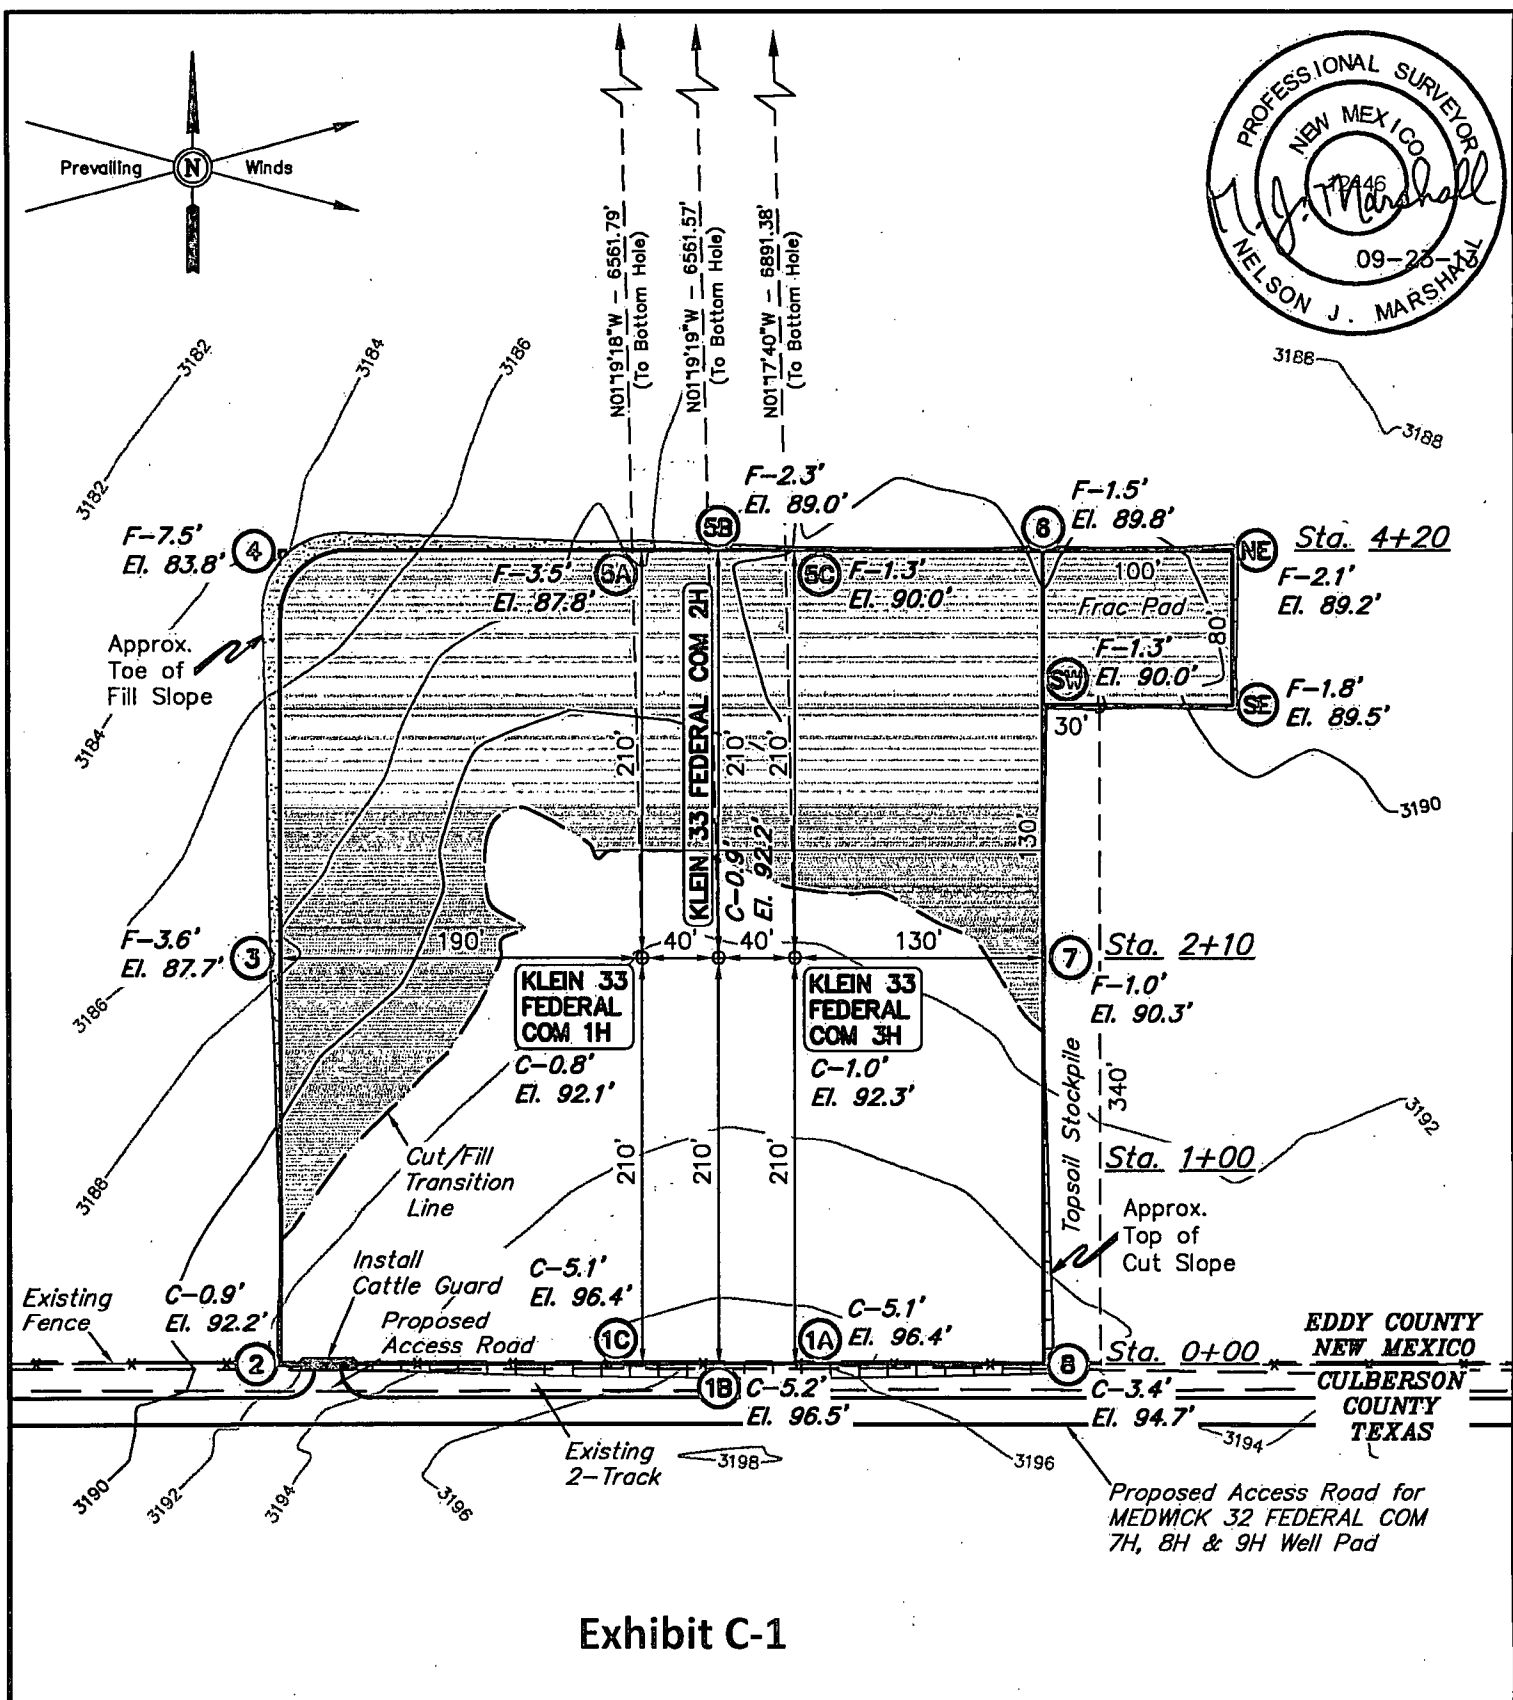 Prevailing
N
Winds
N01°19'18"W - 6561.79'
(To Bottom Hole)
N01°19'19"W - 6561.57'
(To Bottom Hole)
N01°17'40"W - 6891.38'
(To Bottom Hole)
PROFESSIONAL SURVEYOR
NEW MEXICO
12446
N. J. Marshall
09-23-13
NELSON J. MARSHALL
3182
3184
3186
3188
3188
3182
F-7.5'
El. 83.8'
4
F-2.3'
El. 89.0'
5B
F-1.5'
El. 89.8'
6
NE
Sta. 4+20
F-2.1'
El. 89.2'
F-3.5'
El. 87.8'
5A
5C
F-1.3'
El. 90.0'
100'
Frac Pad
80'
F-1.3'
El. 90.0'
SW
SE
F-1.8'
El. 89.5'
30'
Approx.
Toe of
Fill Slope
3184
KLEIN 33 FEDERAL COM 2H
C-0.9'
El. 92.2'
210'
210'
210'
3190
130'
F-3.6'
El. 87.7'
3
190'
40'
40'
130'
7
Sta. 2+10
F-1.0'
El. 90.3'
3186
KLEIN 33
FEDERAL
COM 1H
C-0.8'
El. 92.1'
KLEIN 33
FEDERAL
COM 3H
C-1.0'
El. 92.3'
Topsoil Stockpile
340'
3192
Cut/Fill
Transition
Line
210'
210'
210'
Sta. 1+00
3188
Approx.
Top of
Cut Slope
Install
Cattle Guard
Existing
Fence
C-0.9'
El. 92.2'
2
Proposed
Access Road
C-5.1'
El. 96.4'
1C
1A
C-5.1'
El. 96.4'
Sta. 0+00
8
EDDY COUNTY
NEW MEXICO
CULBERSON
COUNTY
TEXAS
1B
C-5.2'
El. 96.5'
C-3.4'
El. 94.7'
3190
3192
3194
3196
Existing
2-Track
3198
3196
3194
Proposed Access Road for
MEDWICK 32 FEDERAL COM
7H, 8H & 9H Well Pad
Exhibit C-1